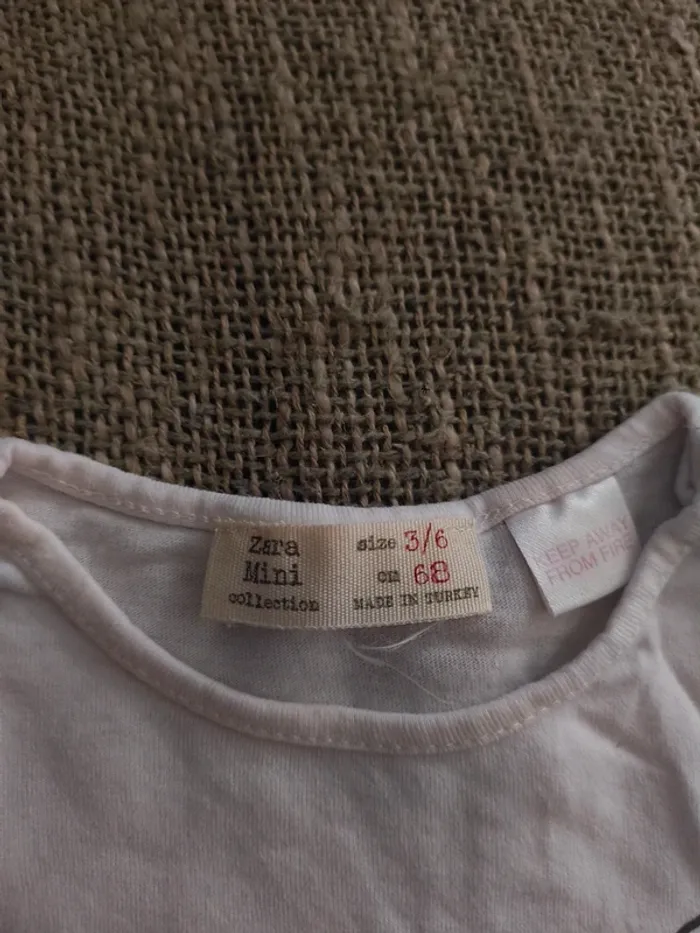 Zara
Mini
collection
size 3/6
cm 68
MADE IN TURKEY
KEEP AWAY
FROM FIRE